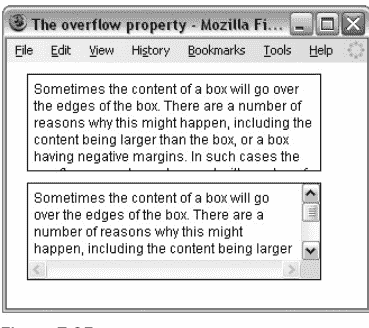 The overflow property - Mozilla Fi...
File Edit View History Bookmarks Tools Help
Sometimes the content of a box will go over
the edges of the box. There are a number of
reasons why this might happen, including the
content being larger than the box, or a box
having negative margins. In such cases the
Sometimes the content of a box will go
over the edges of the box. There are a
number of reasons why this might
happen, including the content being larger